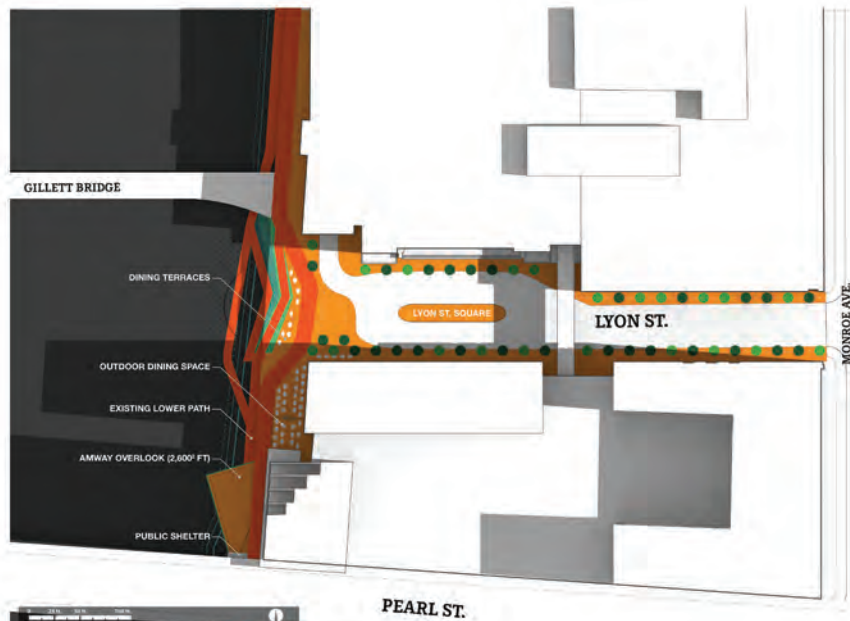 GILLETT BRIDGE
DINING TERRACES
LYON ST. SQUARE
LYON ST.
MONROE AVE.
OUTDOOR DINING SPACE
EXISTING LOWER PATH
AMWAY OVERLOOK (2,600² FT)
PUBLIC SHELTER
PEARL ST.